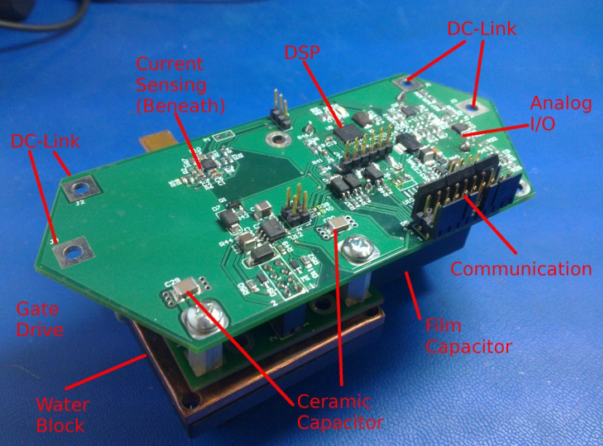 DC-Link
DSP
Current
Sensing
(Beneath)
Analog
I/O
DC-Link
Communication
Gate
Drive
Film
Capacitor
Water
Block
Ceramic
Capacitor